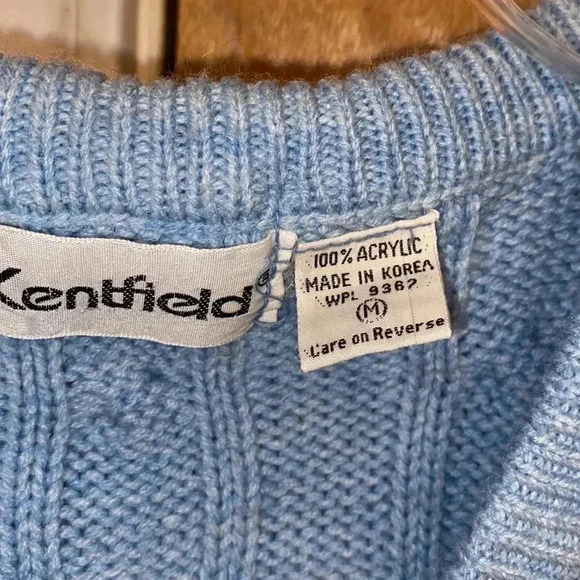 Kentfield®
100% ACRYLIC
MADE IN KOREA
WPL 9367
M
Care on Reverse